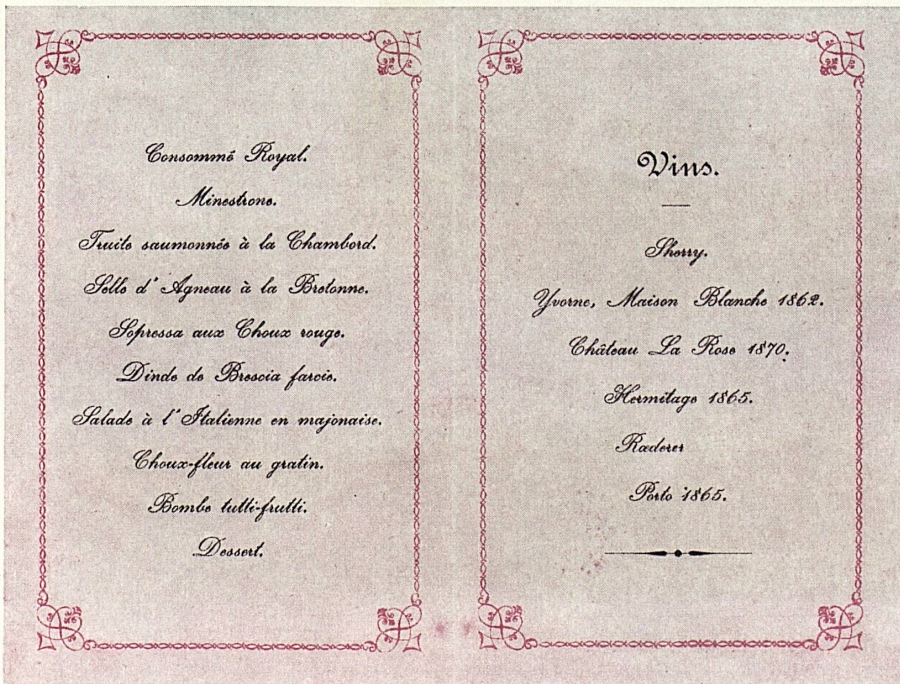 Consommé Royal.
Minestrone.
Truite saumonnée à la Chambord.
Selle d'Agneau à la Bretonne.
Sopressa aux Choux rouge.
Dinde de Brescia farcie.
Salade à l'Italienne en majonaise.
Choux-fleur au gratin.
Bombe tutti-frutti.
Dessert.
Vins.
Sherry.
Yvorne, Maison Blanche 1862.
Château La Rose 1870.
Hermitage 1865.
Rœderer
Porto 1865.